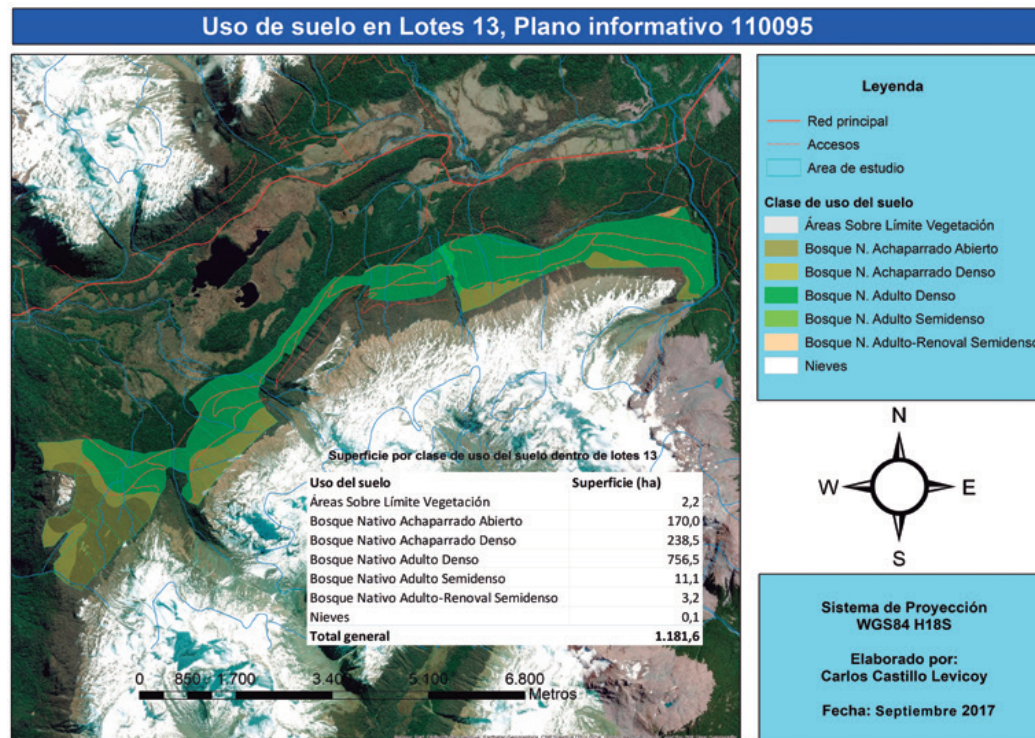 Uso de suelo en Lotes 13, Plano informativo 110095
Leyenda
Red principal
Accesos
Area de estudio
Clase de uso del suelo
Áreas Sobre Límite Vegetación
Bosque N. Achaparrado Abierto
Bosque N. Achaparrado Denso
Bosque N. Adulto Denso
Bosque N. Adulto Semidenso
Bosque N. Adulto-Renoval Semidenso
Nieves
N
W E
S
Superficie por clase de uso del suelo dentro de lotes 13
Uso del suelo Superficie (ha)
Áreas Sobre Límite Vegetación 2,2
Bosque Nativo Achaparrado Abierto 170,0
Bosque Nativo Achaparrado Denso 238,5
Bosque Nativo Adulto Denso 756,5
Bosque Nativo Adulto Semidenso 11,1
Bosque Nativo Adulto-Renoval Semidenso 3,2
Nieves 0,1
Total general 1.181,6
0 850 1.700 3.400 5.100 6.800
Metros
Sistema de Proyección
WGS84 H18S
Elaborado por:
Carlos Castillo Levicoy
Fecha: Septiembre 2017